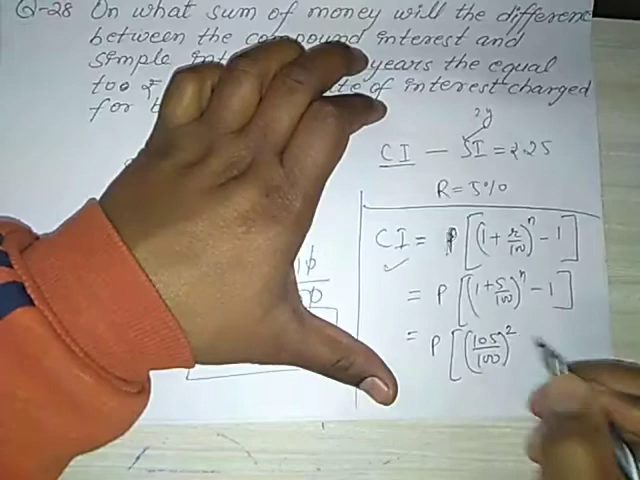 Q-28 On what sum of money will the differenc
between the compound interest and
simple years the equal
too of interest charged
for
2y
CI - SI = 2.25
R = 5%
CI = P [(1 + r/100)^n - 1]
= P [(1 + 5/100)^n - 1]
= P [(105/100)^2